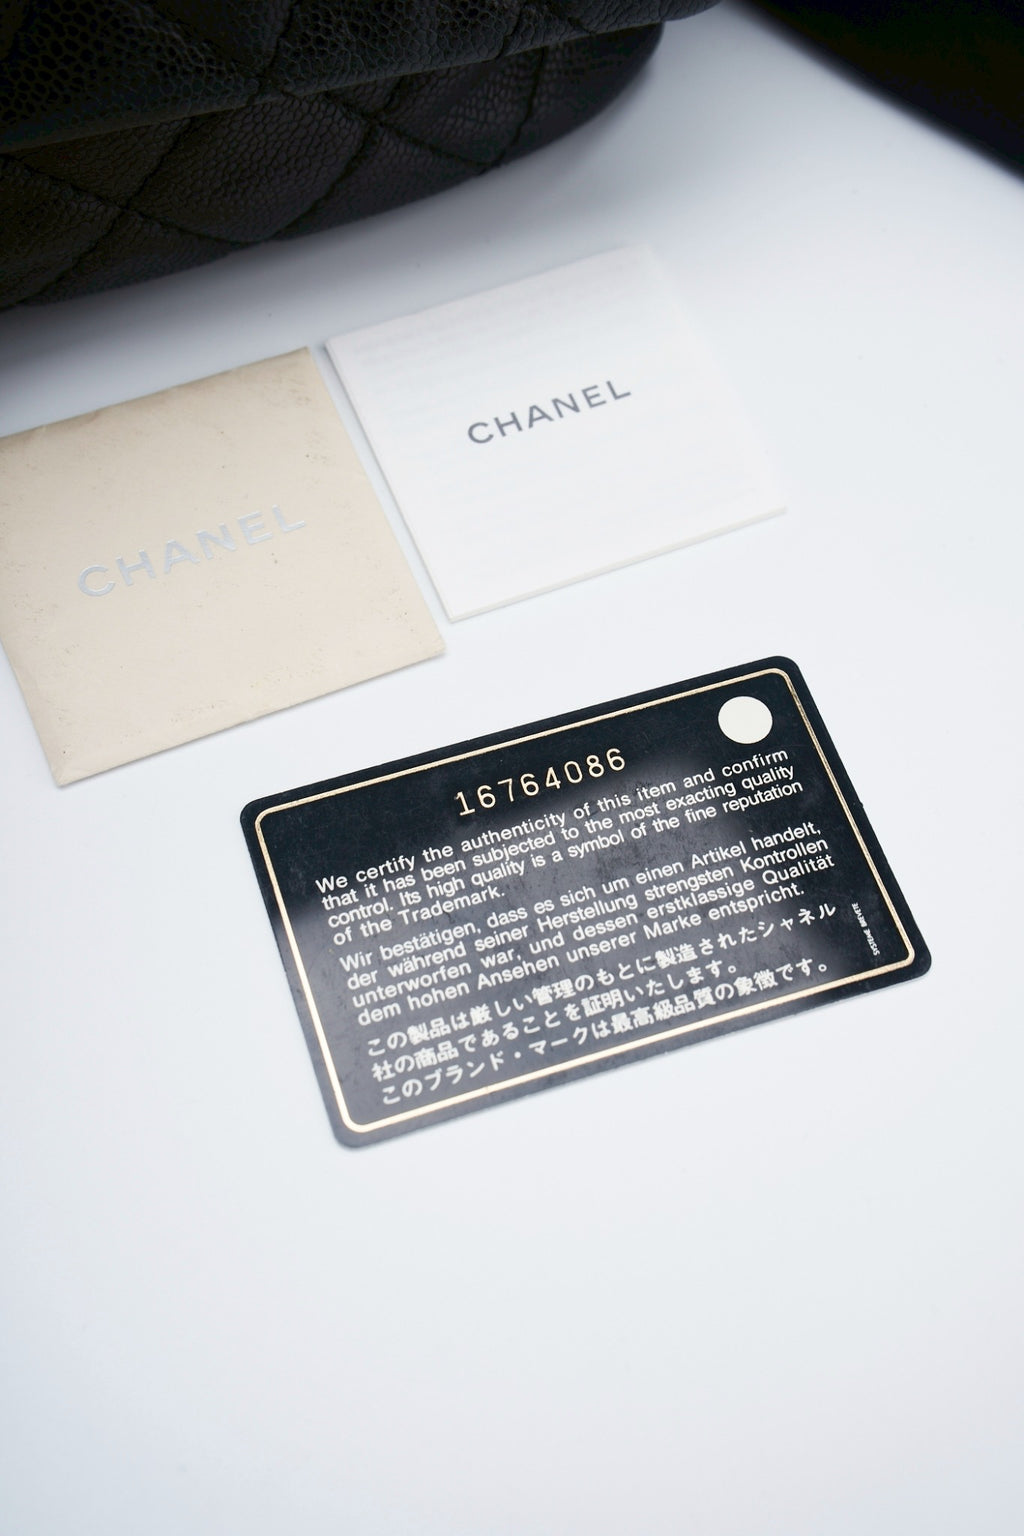 CHANEL
CHANEL
16764086
We certify the authenticity of this item and confirm
that it has been subjected to the most exacting quality
control. Its high quality is a symbol of the fine reputation
of the Trademark.
Wir bestätigen, dass es sich um einen Artikel handelt,
der während seiner Herstellung strengsten Kontrollen
unterworfen war, und dessen erstklassige Qualität
dem hohen Ansehen unserer Marke entspricht.
この製品は厳しい管理のもとに製造されたシャネル
社の商品であることを証明いたします。
このブランド・マークは最高級品質の象徴です。